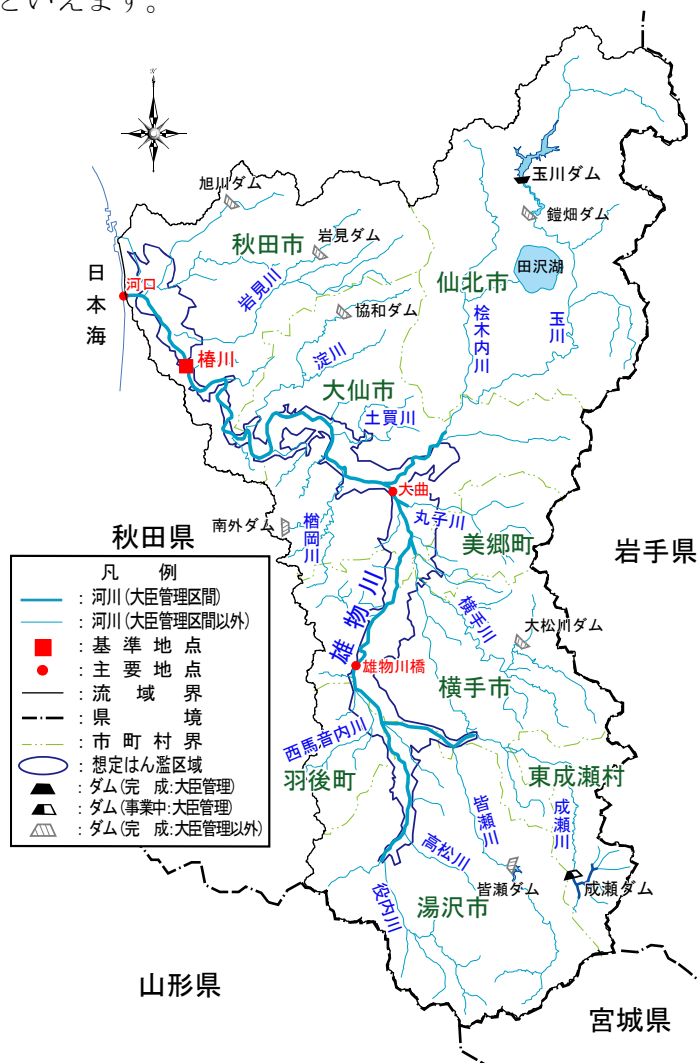 といえます。
旭川ダム
玉川ダム
鎧畑ダム
秋田市
岩見ダム
田沢湖
日本海
河口
岩見川
仙北市
協和ダム
桧木内川
玉川
椿川
淀川
大仙市
土買川
大曲
丸子川
南外ダム
楢岡川
秋田県
美郷町
岩手県
凡 例
:河川(大臣管理区間)
:河川(大臣管理区間以外)
:基準地点
:主要地点
:流域界
:県境
:市町村界
:想定はん濫区域
:ダム(完 成:大臣管理)
:ダム(事業中:大臣管理)
:ダム(完 成:大臣管理以外)
雄物川
横手川
大松川ダム
雄物川橋
横手市
西馬音内川
羽後町
東成瀬村
皆瀬川
成瀬川
高松川
皆瀬ダム
成瀬ダム
役内川
湯沢市
山形県
宮城県